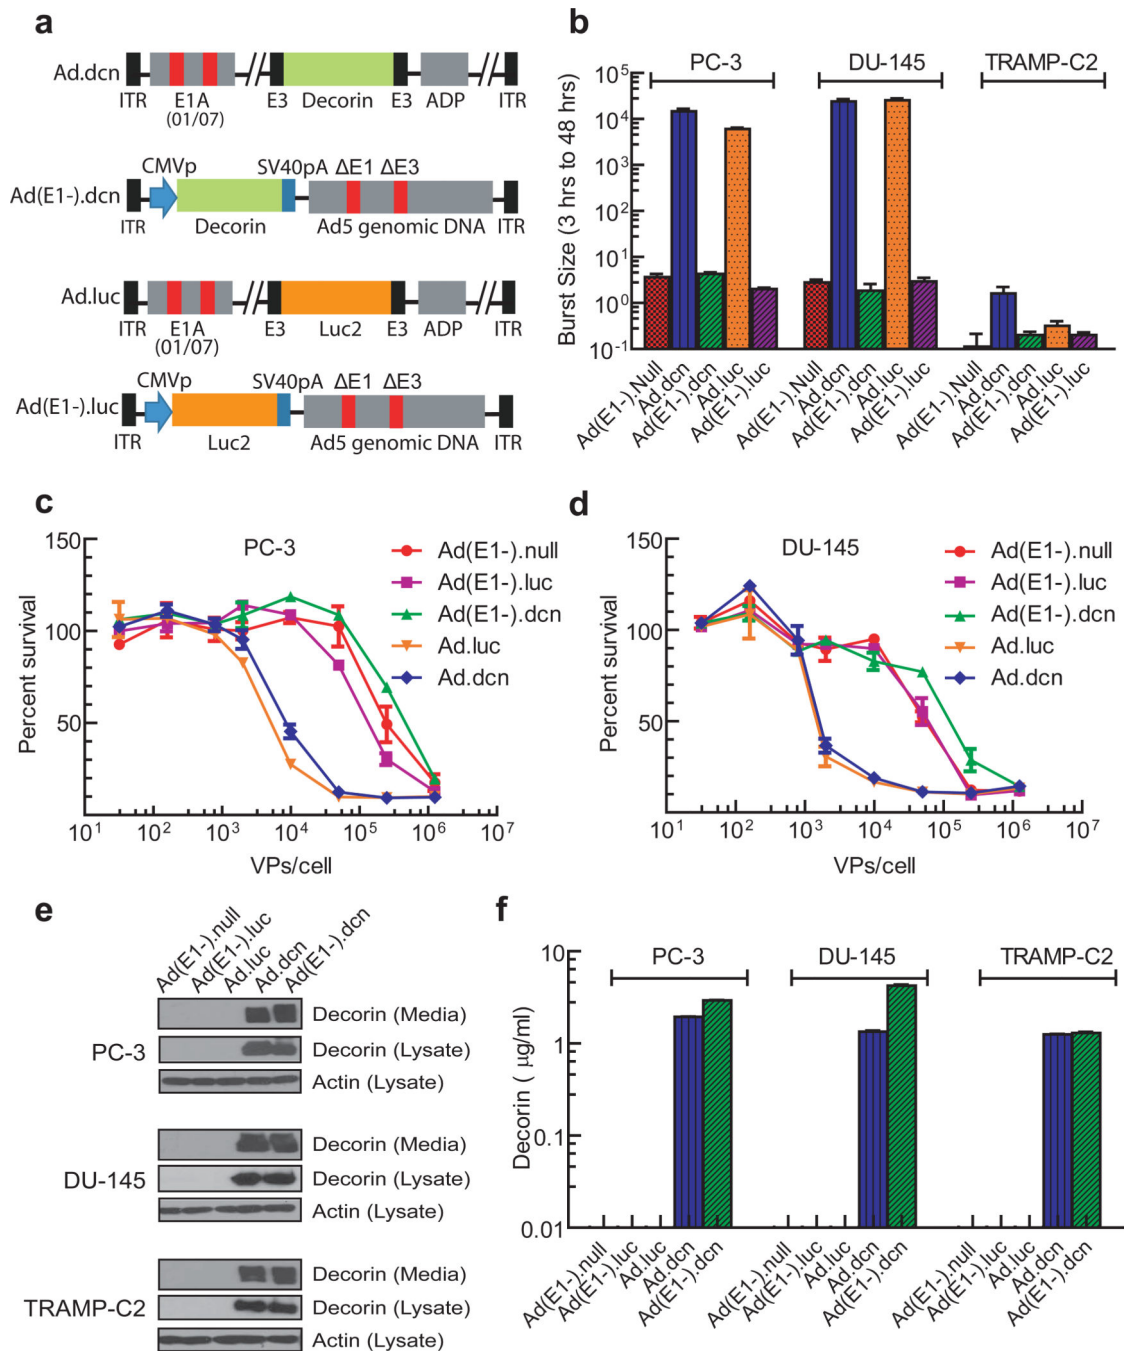 a
Ad.dcn
ITR
E1A
(01/07)
E3
Decorin
E3
ADP
ITR
CMVp
SV40pA ΔE1 ΔE3
Ad(E1-).dcn
ITR
Decorin
Ad5 genomic DNA
ITR
Ad.luc
ITR
E1A
(01/07)
E3
Luc2
E3
ADP
ITR
CMVp
SV40pA ΔE1 ΔE3
Ad(E1-).luc
ITR
Luc2
Ad5 genomic DNA
ITR
b
PC-3
DU-145
TRAMP-C2
Burst Size (3 hrs to 48 hrs)
10^5
10^4
10^3
10^2
10^1
10^0
10^-1
Ad(E1-).Null
Ad.dcn
Ad(E1-).dcn
Ad.luc
Ad(E1-).luc
Ad(E1-).Null
Ad.dcn
Ad(E1-).dcn
Ad.luc
Ad(E1-).luc
Ad(E1-).Null
Ad.dcn
Ad(E1-).dcn
Ad.luc
Ad(E1-).luc
c
PC-3
Percent survival
150
100
50
10^1
10^2
10^3
10^4
10^5
10^6
10^7
VPs/cell
Ad(E1-).null
Ad(E1-).luc
Ad(E1-).dcn
Ad.luc
Ad.dcn
d
DU-145
Percent survival
150
100
50
10^1
10^2
10^3
10^4
10^5
10^6
10^7
VPs/cell
Ad(E1-).null
Ad(E1-).luc
Ad(E1-).dcn
Ad.luc
Ad.dcn
e
Ad(E1-).null
Ad(E1-).luc
Ad.luc
Ad.dcn
Ad(E1-).dcn
PC-3
Decorin (Media)
Decorin (Lysate)
Actin (Lysate)
DU-145
Decorin (Media)
Decorin (Lysate)
Actin (Lysate)
TRAMP-C2
Decorin (Media)
Decorin (Lysate)
Actin (Lysate)
f
PC-3
DU-145
TRAMP-C2
Decorin ( µg/ml)
10
1
0.1
0.01
Ad(E1-).null
Ad(E1-).luc
Ad.luc
Ad.dcn
Ad(E1-).dcn
Ad(E1-).null
Ad(E1-).luc
Ad.luc
Ad.dcn
Ad(E1-).dcn
Ad(E1-).null
Ad(E1-).luc
Ad.luc
Ad.dcn
Ad(E1-).dcn